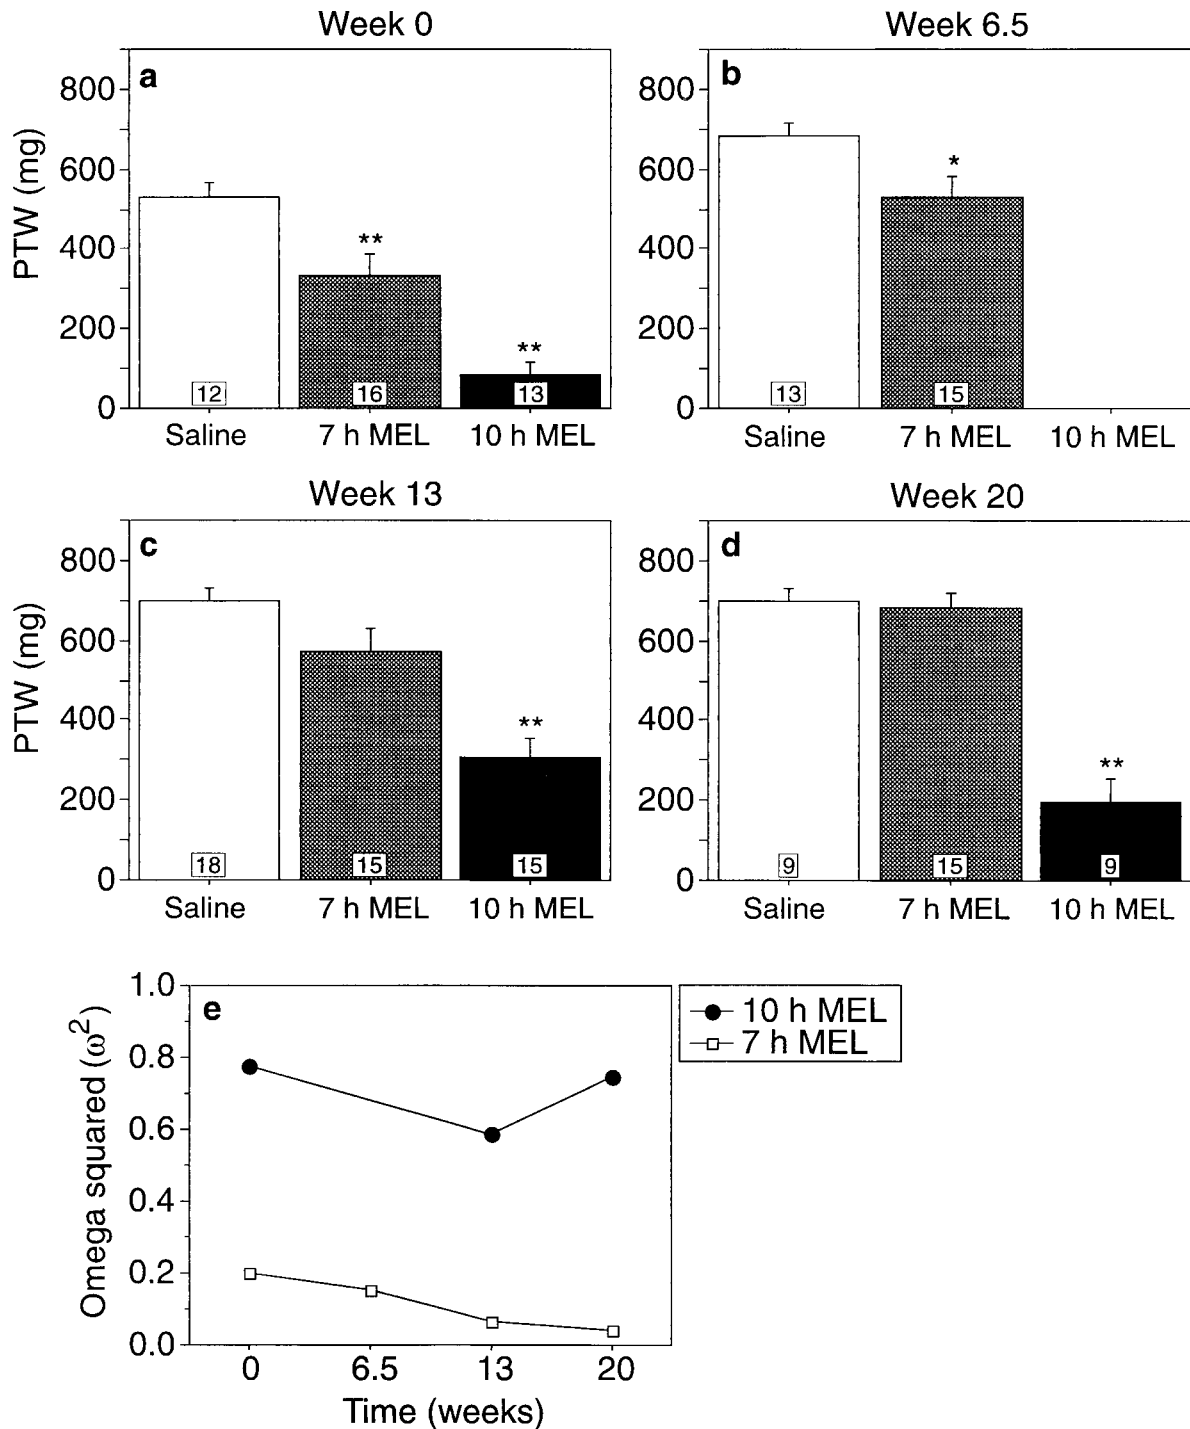 Week 0
a
PTW (mg)
800
600
400
200
0
**
**
12
16
13
Saline
7 h MEL
10 h MEL
Week 6.5
b
800
600
400
200
0
*
13
15
Saline
7 h MEL
10 h MEL
Week 13
c
PTW (mg)
800
600
400
200
0
**
18
15
15
Saline
7 h MEL
10 h MEL
Week 20
d
800
600
400
200
0
**
9
15
9
Saline
7 h MEL
10 h MEL
e
Omega squared (ω²)
1.0
0.8
0.6
0.4
0.2
0.0
0
6.5
13
20
Time (weeks)
10 h MEL
7 h MEL